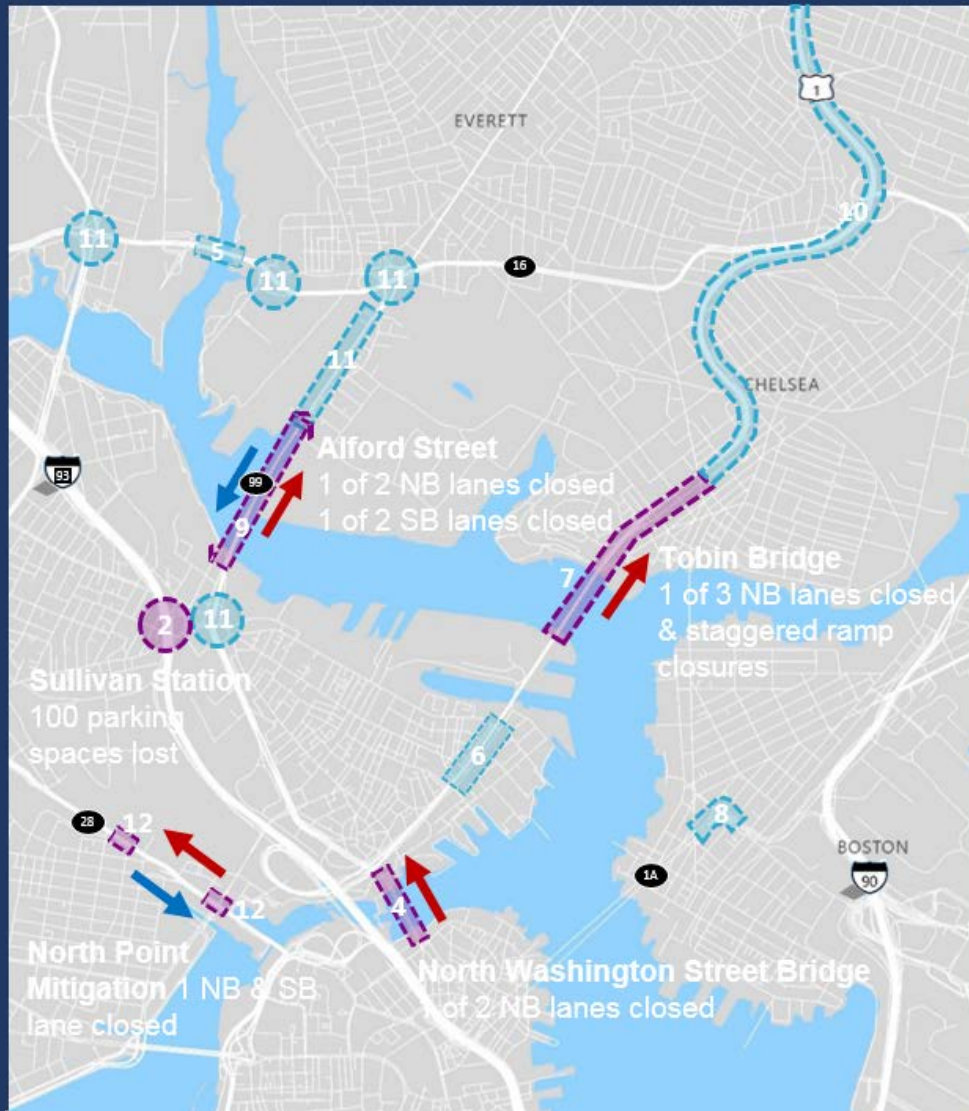 1
EVERETT
10
11
5
11
11
16
11
CHELSEA
Alford Street
1 of 2 NB lanes closed
1 of 2 SB lanes closed
93
99
9
7
Tobin Bridge
1 of 3 NB lanes closed
& staggered ramp
closures
2
11
Sullivan Station
100 parking
spaces lost
6
28
12
8
BOSTON
1A
90
12
4
North Point
Mitigation 1 NB & SB
lane closed
North Washington Street Bridge
1 of 2 NB lanes closed